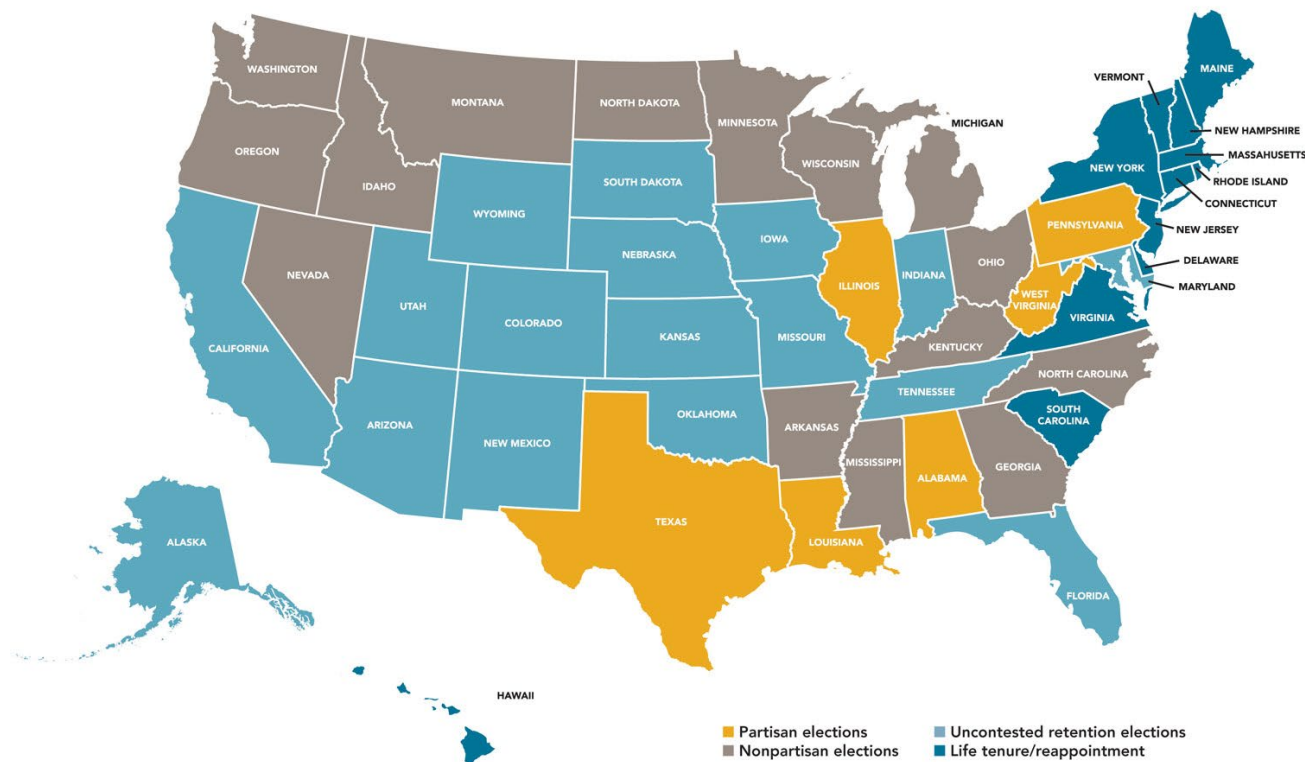 WASHINGTON
MONTANA
NORTH DAKOTA
MINNESOTA
OREGON
IDAHO
WYOMING
SOUTH DAKOTA
WISCONSIN
MICHIGAN
VERMONT
MAINE
NEW HAMPSHIRE
MASSAHUSETTS
NEW YORK
RHODE ISLAND
CONNECTICUT
PENNSYLVANIA
NEW JERSEY
DELAWARE
MARYLAND
NEVADA
UTAH
COLORADO
NEBRASKA
IOWA
ILLINOIS
INDIANA
OHIO
WEST
VIRGINIA
VIRGINIA
CALIFORNIA
KANSAS
MISSOURI
KENTUCKY
NORTH CAROLINA
TENNESSEE
SOUTH
CAROLINA
ARIZONA
NEW MEXICO
OKLAHOMA
ARKANSAS
MISSISSIPPI
ALABAMA
GEORGIA
TEXAS
LOUISIANA
FLORIDA
ALASKA
HAWAII
Partisan elections
Nonpartisan elections
Uncontested retention elections
Life tenure/reappointment